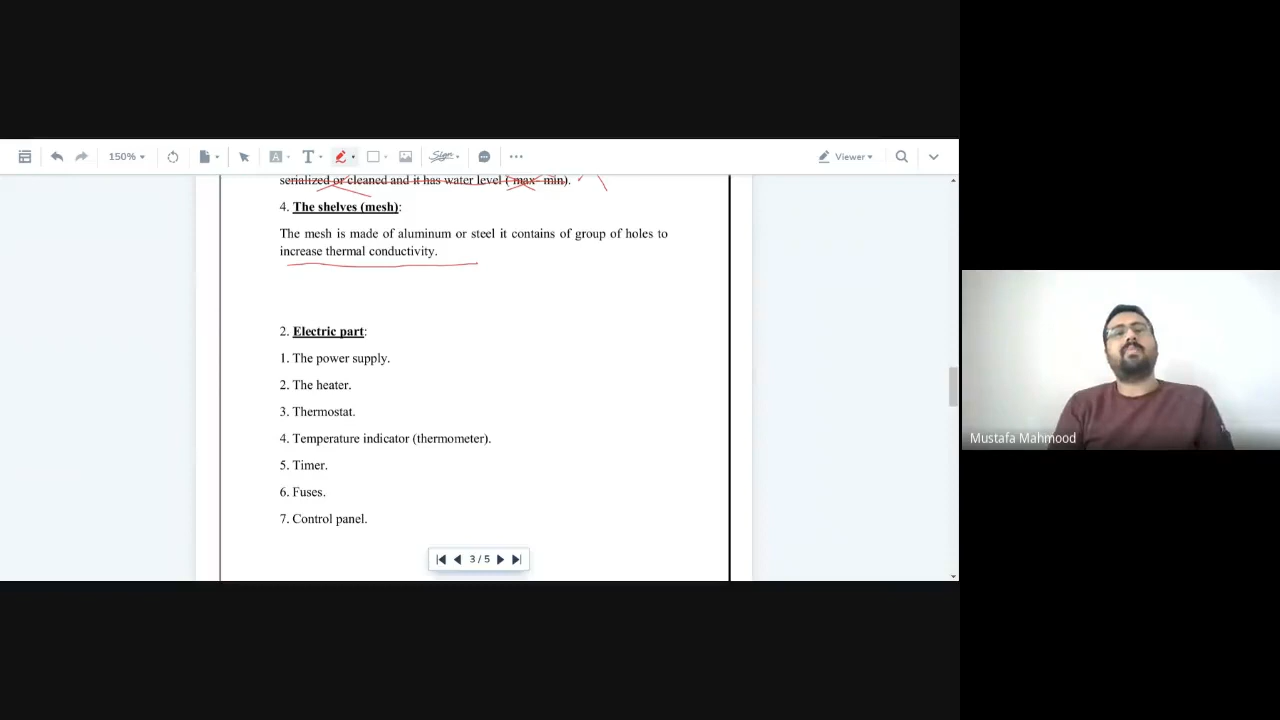 150%
T
Sign
Viewer
serialized or cleaned and it has water level ( max- min).
4. The shelves (mesh):
The mesh is made of aluminum or steel it contains of group of holes to
increase thermal conductivity.
2. Electric part:
1. The power supply.
2. The heater.
3. Thermostat.
4. Temperature indicator (thermometer).
5. Timer.
6. Fuses.
7. Control panel.
3 / 5
Mustafa Mahmood